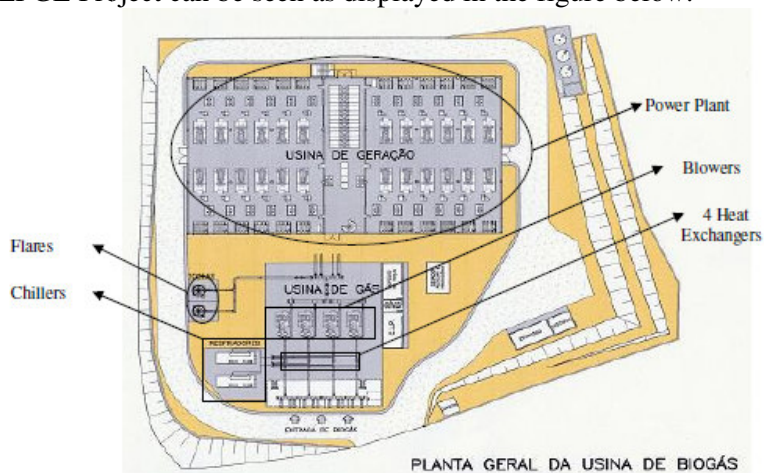 Project can be seen as displayed in the figure below.
Power Plant
USINA DE GERAÇÃO
Blowers
4 Heat
Exchangers
Flares
Chillers
USINA DE GÁS
RESFRIADORES
ENTRADA DE BIOGÁS
PLANTA GERAL DA USINA DE BIOGÁS